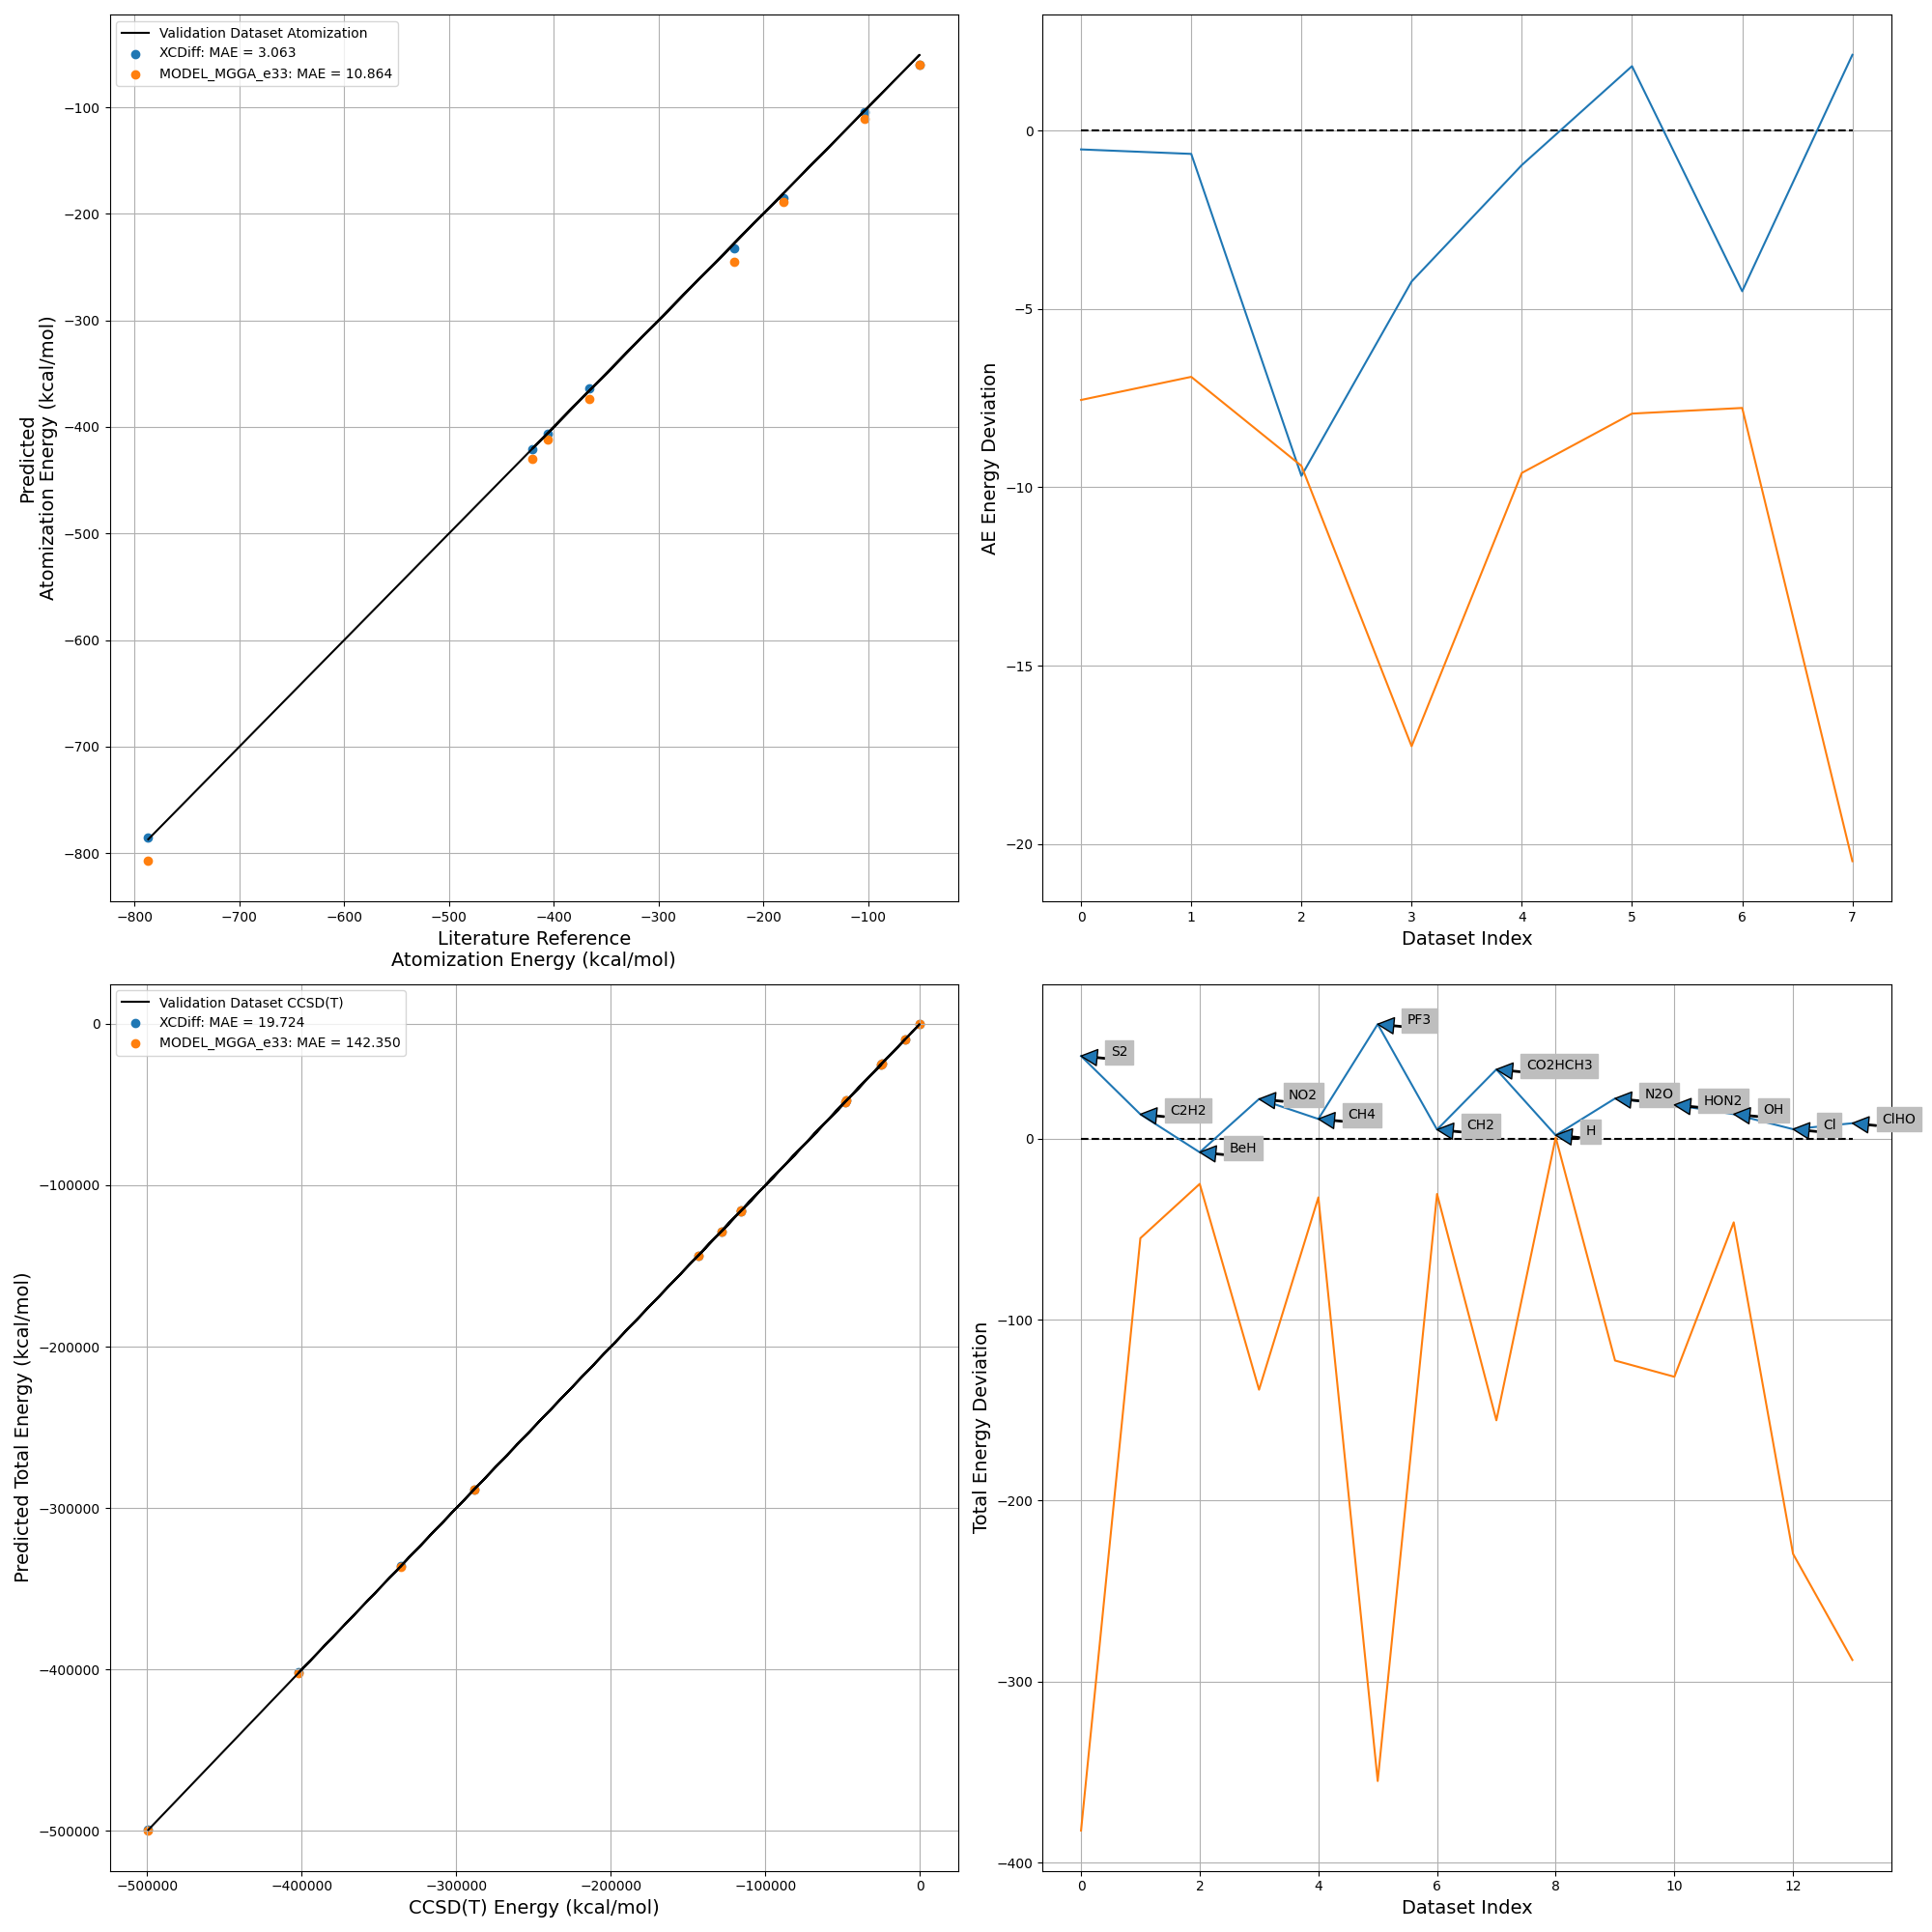 Validation Dataset Atomization
XCDiff: MAE = 3.063
MODEL_MGGA_e33: MAE = 10.864
−100
−200
−300
−400
−500
−600
−700
−800
Predicted
Atomization Energy (kcal/mol)
−800 −700 −600 −500 −400 −300 −200 −100
Literature Reference
Atomization Energy (kcal/mol)
0
−5
−10
−15
−20
AE Energy Deviation
0 1 2 3 4 5 6 7
Dataset Index
Validation Dataset CCSD(T)
XCDiff: MAE = 19.724
MODEL_MGGA_e33: MAE = 142.350
0
−100000
−200000
−300000
−400000
−500000
Predicted Total Energy (kcal/mol)
−500000 −400000 −300000 −200000 −100000 0
CCSD(T) Energy (kcal/mol)
S2
C2H2
BeH
NO2
CH4
PF3
CH2
CO2HCH3
H
N2O
HON2
OH
Cl
ClHO
0
−100
−200
−300
−400
Total Energy Deviation
0 2 4 6 8 10 12
Dataset Index